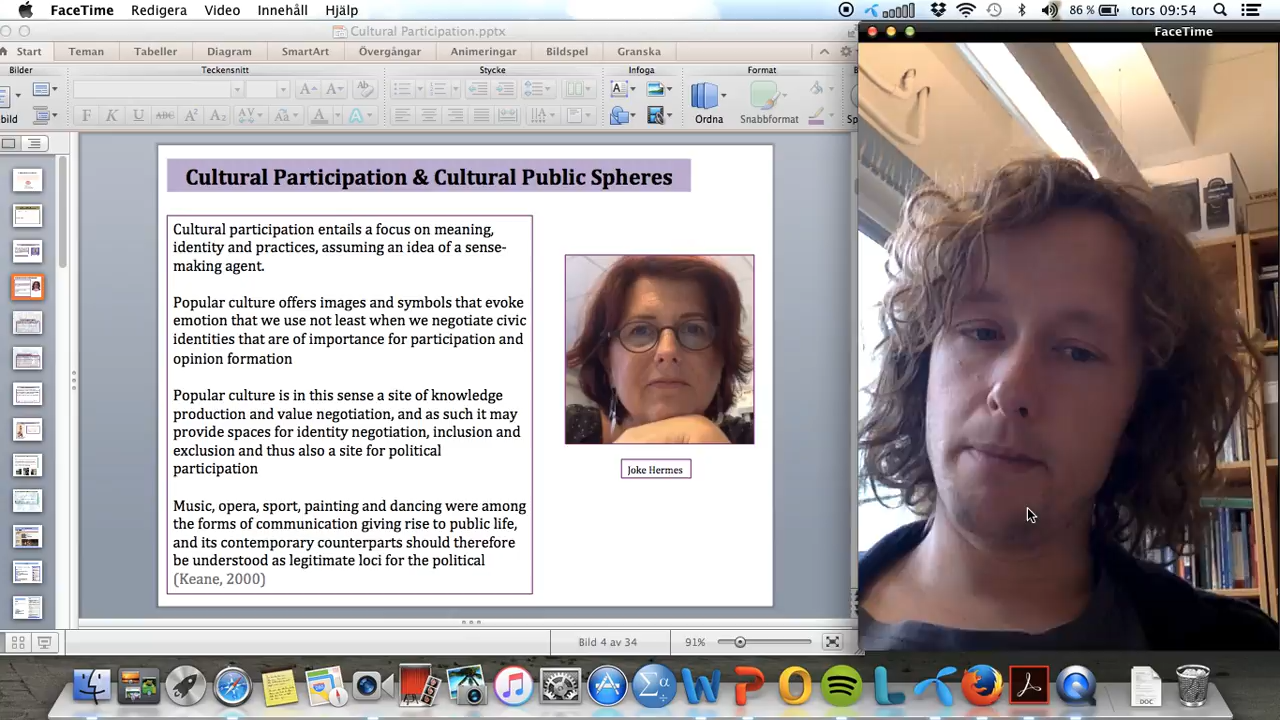 FaceTime Redigera Video Innehåll Hjälp 86 % tors 09:54
Cultural Participation.pptx
FaceTime
Start Teman Tabeller Diagram SmartArt Övergångar Animeringar Bildspel Granska
Bilder Teckensnitt Stycke Infoga Format
F K U ABC A² A₂ AV Aa A A
bild Ordna Snabbformat
Cultural Participation & Cultural Public Spheres
Cultural participation entails a focus on meaning,
identity and practices, assuming an idea of a sense-
making agent.
Popular culture offers images and symbols that evoke
emotion that we use not least when we negotiate civic
identities that are of importance for participation and
opinion formation
Popular culture is in this sense a site of knowledge
production and value negotiation, and as such it may
provide spaces for identity negotiation, inclusion and
exclusion and thus also a site for political
participation
Music, opera, sport, painting and dancing were among
the forms of communication giving rise to public life,
and its contemporary counterparts should therefore
be understood as legitimate loci for the political
(Keane, 2000)
Joke Hermes
Bild 4 av 34 91%
DOC